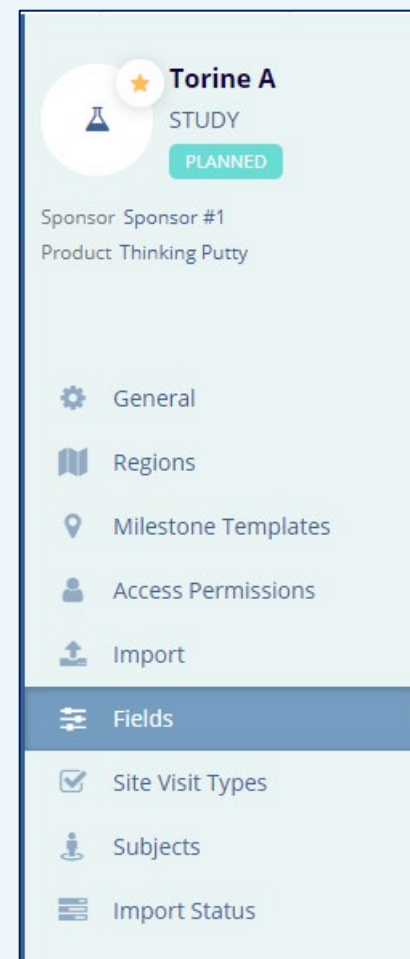 Torine A
STUDY
PLANNED
Sponsor Sponsor #1
Product Thinking Putty
General
Regions
Milestone Templates
Access Permissions
Import
Fields
Site Visit Types
Subjects
Import Status